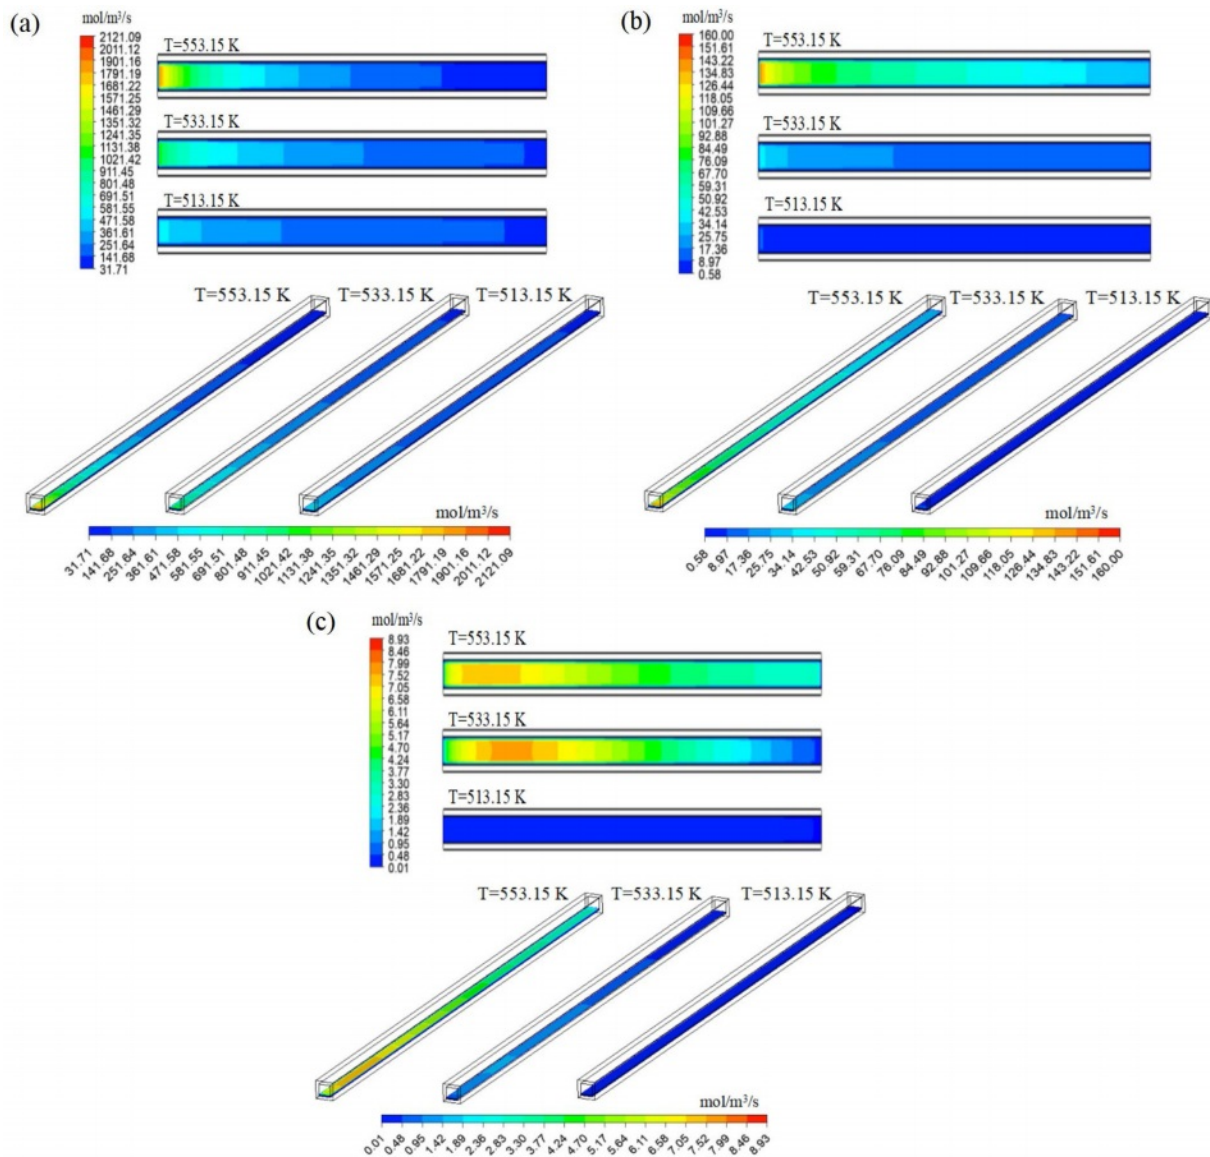 (a)
mol/m³/s
2121.09
2011.12
1901.16
1791.19
1681.22
1571.25
1461.29
1351.32
1241.35
1131.38
1021.42
911.45
801.48
691.51
581.55
471.58
361.61
251.64
141.68
31.71
T=553.15 K
T=533.15 K
T=513.15 K
T=553.15 K T=533.15 K T=513.15 K
mol/m³/s
31.71 141.68 251.64 361.61 471.58 581.55 691.51 801.48 911.45 1021.42 1131.38 1241.35 1351.32 1461.29 1571.25 1681.22 1791.19 1901.16 2011.12 2121.09
(b)
mol/m³/s
160.00
151.61
143.22
134.83
126.44
118.05
109.66
101.27
92.88
84.49
76.09
67.70
59.31
50.92
42.53
34.14
25.75
17.36
8.97
0.58
T=553.15 K
T=533.15 K
T=513.15 K
T=553.15 K T=533.15 K T=513.15 K
mol/m³/s
0.58 8.97 17.36 25.75 34.14 42.53 50.92 59.31 67.70 76.09 84.49 92.88 101.27 109.66 118.05 126.44 134.83 143.22 151.61 160.00
(c)
mol/m³/s
8.93
8.46
7.99
7.52
7.05
6.58
6.11
5.64
5.17
4.70
4.24
3.77
3.30
2.83
2.36
1.89
1.42
0.95
0.48
0.01
T=553.15 K
T=533.15 K
T=513.15 K
T=553.15 K T=533.15 K T=513.15 K
mol/m³/s
0.01 0.48 0.95 1.42 1.89 2.36 2.83 3.30 3.77 4.24 4.70 5.17 5.64 6.11 6.58 7.05 7.52 7.99 8.46 8.93